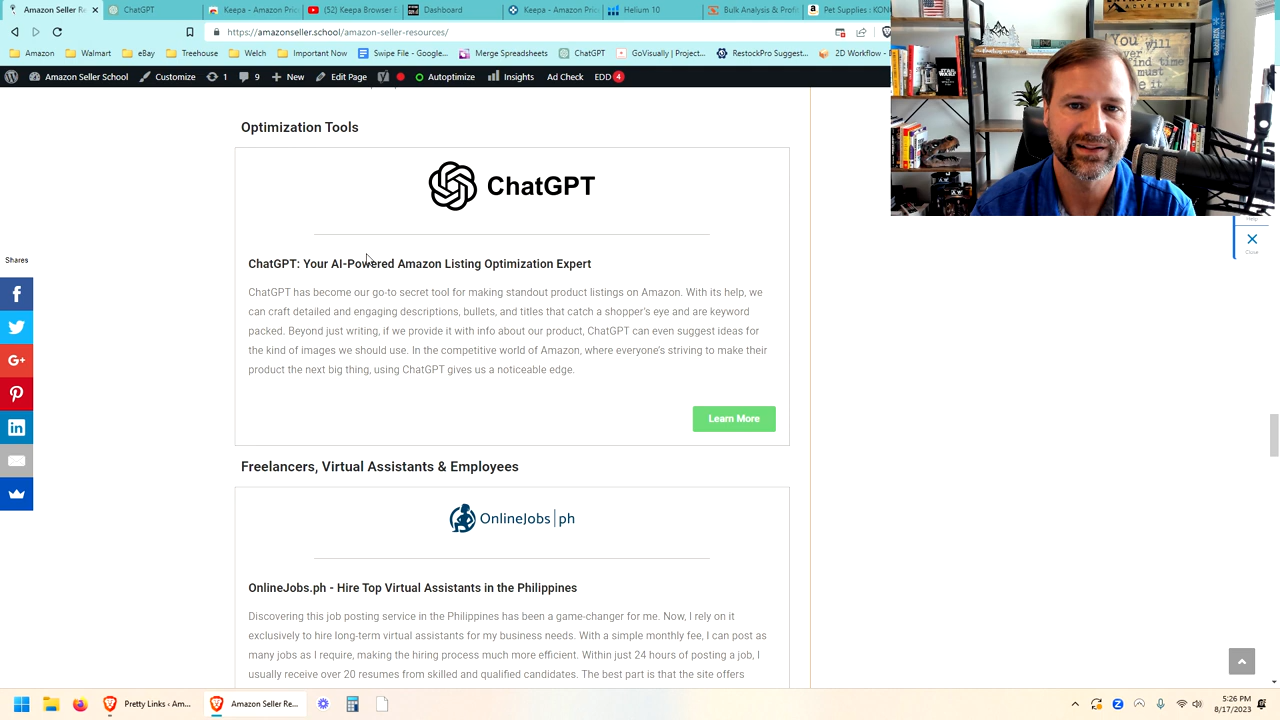 Amazon Seller Re...
ChatGPT
Keepa - Amazon Pric
(52) Keepa Browser E
Dashboard
Keepa - Amazon Price
Helium 10
Bulk Analysis & Profi
Pet Supplies : KON
https://amazonseller.school/amazon-seller-resources/
Amazon
Walmart
eBay
Treehouse
Welch
Important
Swipe File - Google
Merge Spreadsheets
ChatGPT
GoVisually | Project...
RestockPro Suggest...
2D Workflow -
Amazon Seller School
Customize
1
9
New
Edit Page
Autoptimize
Insights
Ad Check
EDD 4
Optimization Tools
ChatGPT
ChatGPT: Your AI-Powered Amazon Listing Optimization Expert
ChatGPT has become our go-to secret tool for making standout product listings on Amazon. With its help, we
can craft detailed and engaging descriptions, bullets, and titles that catch a shopper's eye and are keyword
packed. Beyond just writing, if we provide it with info about our product, ChatGPT can even suggest ideas for
the kind of images we should use. In the competitive world of Amazon, where everyone's striving to make their
product the next big thing, using ChatGPT gives us a noticeable edge.
Learn More
Freelancers, Virtual Assistants & Employees
OnlineJobs|ph
OnlineJobs.ph - Hire Top Virtual Assistants in the Philippines
Discovering this job posting service in the Philippines has been a game-changer for me. Now, I rely on it
exclusively to hire long-term virtual assistants for my business needs. With a simple monthly fee, I can post as
many jobs as I require, making the hiring process much more efficient. Within just 24 hours of posting a job, I
usually receive over 20 resumes from skilled and qualified candidates. The best part is that the site offers
Shares
Help
Close
ADVENTURE
You will
find time
must
STAR
WARS
Pretty Links ‹ Am...
Amazon Seller Re...
5:26 PM
8/17/2023